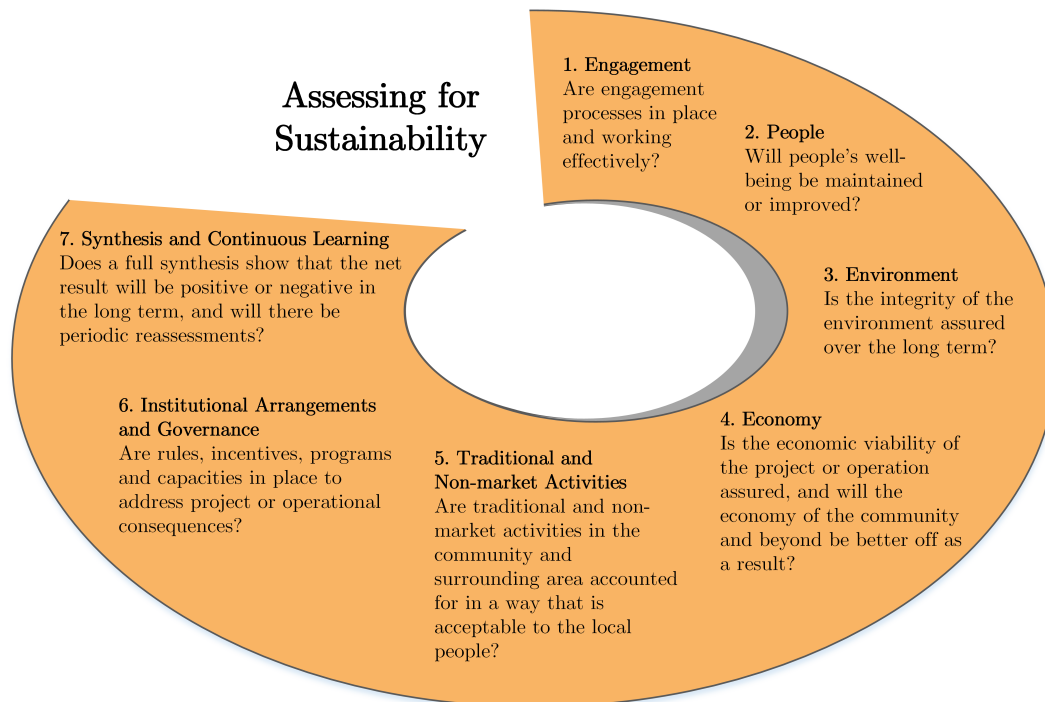 Assessing for
Sustainability
1. Engagement
Are engagement
processes in place
and working
effectively?
2. People
Will people's well-
being be maintained
or improved?
3. Environment
Is the integrity of the
environment assured
over the long term?
4. Economy
Is the economic viability of
the project or operation
assured, and will the
economy of the community
and beyond be better off as
a result?
5. Traditional and
Non-market Activities
Are traditional and non-
market activities in the
community and
surrounding area accounted
for in a way that is
acceptable to the local
people?
6. Institutional Arrangements
and Governance
Are rules, incentives, programs
and capacities in place to
address project or operational
consequences?
7. Synthesis and Continuous Learning
Does a full synthesis show that the net
result will be positive or negative in
the long term, and will there be
periodic reassessments?